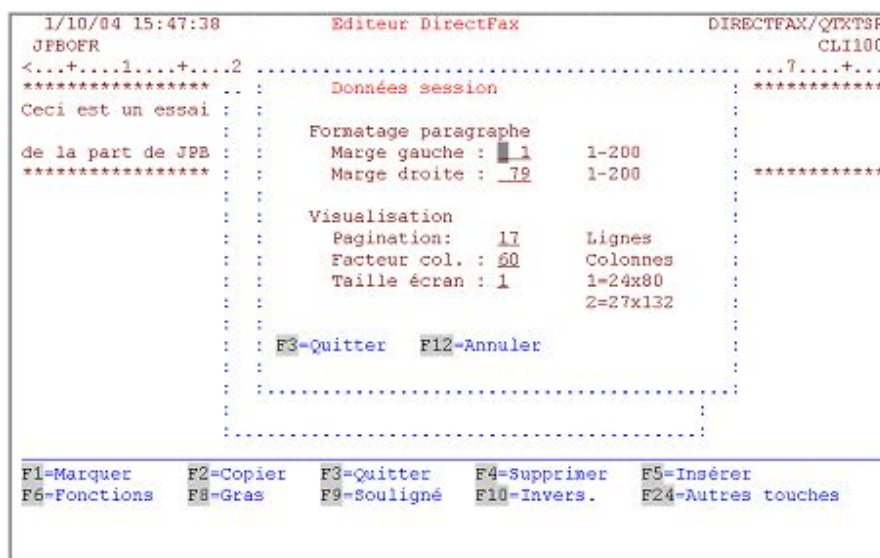 1/10/04 15:47:38 Editeur DirectFax DIRECTFAX/QTXTSR
JPBOFR CLI100
<...+....1....+....2 ............................................ ...7....+...
***************** .. : Données session : ************
Ceci est un essai : : :
: : Formatage paragraphe :
de la part de JPB : : Marge gauche : 1 1-200 :
***************** : : Marge droite : 79 1-200 : ************
: : :
: : Visualisation :
: : Pagination: 17 Lignes :
: : Facteur col. : 60 Colonnes :
: : Taille écran : 1 1=24x80 :
: : 2=27x132 :
: : :
: : F3=Quitter F12=Annuler :
: : :
: :...........................................:
: :
:...........................................:
F1=Marquer F2=Copier F3=Quitter F4=Supprimer F5=Insérer
F6=Fonctions F8=Gras F9=Souligné F10=Invers. F24=Autres touches